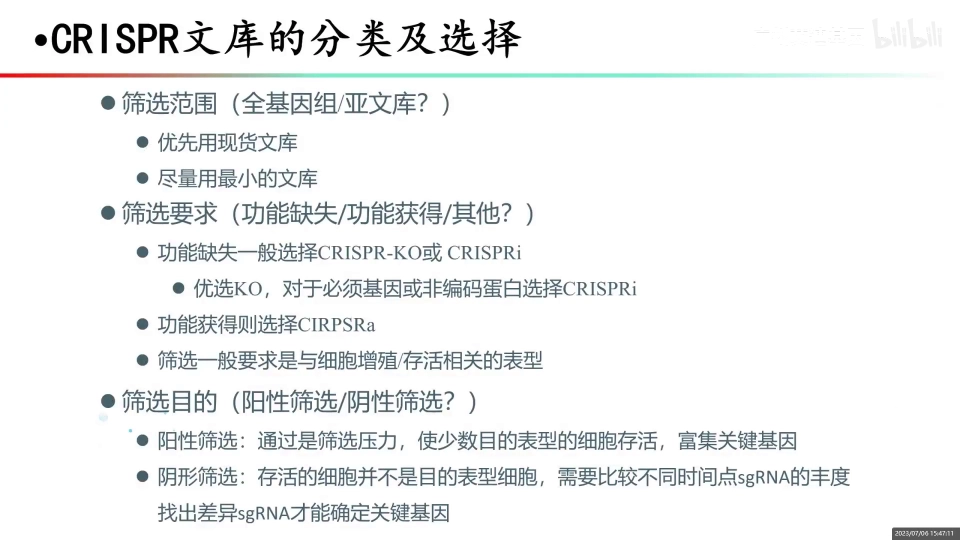 •CRISPR文库的分类及选择
bilibili
●筛选范围（全基因组/亚文库？）
●优先用现货文库
●尽量用最小的文库
●筛选要求（功能缺失/功能获得/其他？）
●功能缺失一般选择CRISPR-KO或 CRISPRi
●优选KO，对于必须基因或非编码蛋白选择CRISPRi
●功能获得则选择CIRPSRa
●筛选一般要求是与细胞增殖/存活相关的表型
●筛选目的（阳性筛选/阴性筛选？）
●阳性筛选：通过是筛选压力，使少数目的表型的细胞存活，富集关键基因
●阴形筛选：存活的细胞并不是目的表型细胞，需要比较不同时间点sgRNA的丰度
找出差异sgRNA才能确定关键基因
2023/07/06 15:47:11